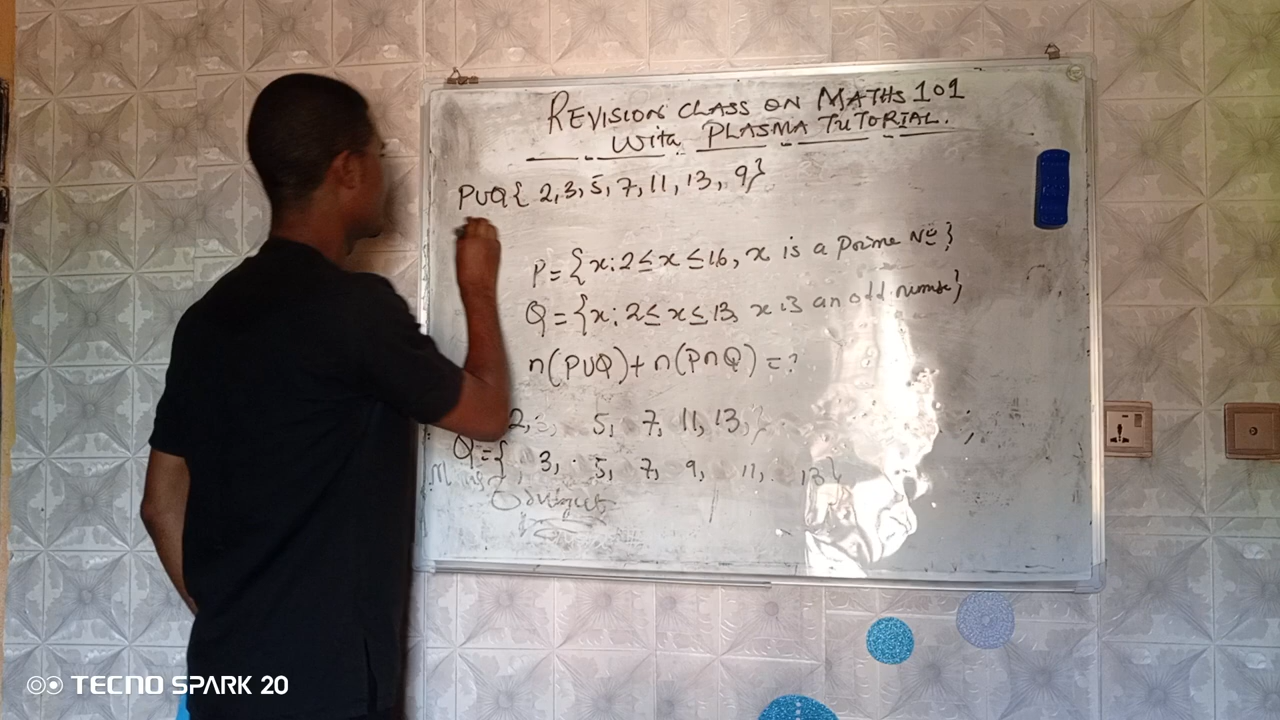 REVISION CLASS ON MATHS 101
WITH PLASMA TUTORIAL.
PUQ{ 2, 3, 5, 7, 11, 13, 9}
P = {x: 2 ≤ x ≤ 16, x is a prime Nº}
Q = {x: 2 ≤ x ≤ 13, x is an odd
n(PUQ) + n(P∩Q) = ?
2, 3, 5, 7, 11, 13,}
Q = { , 3, 5, 7, 9, 11, 13}
TECNO SPARK 20